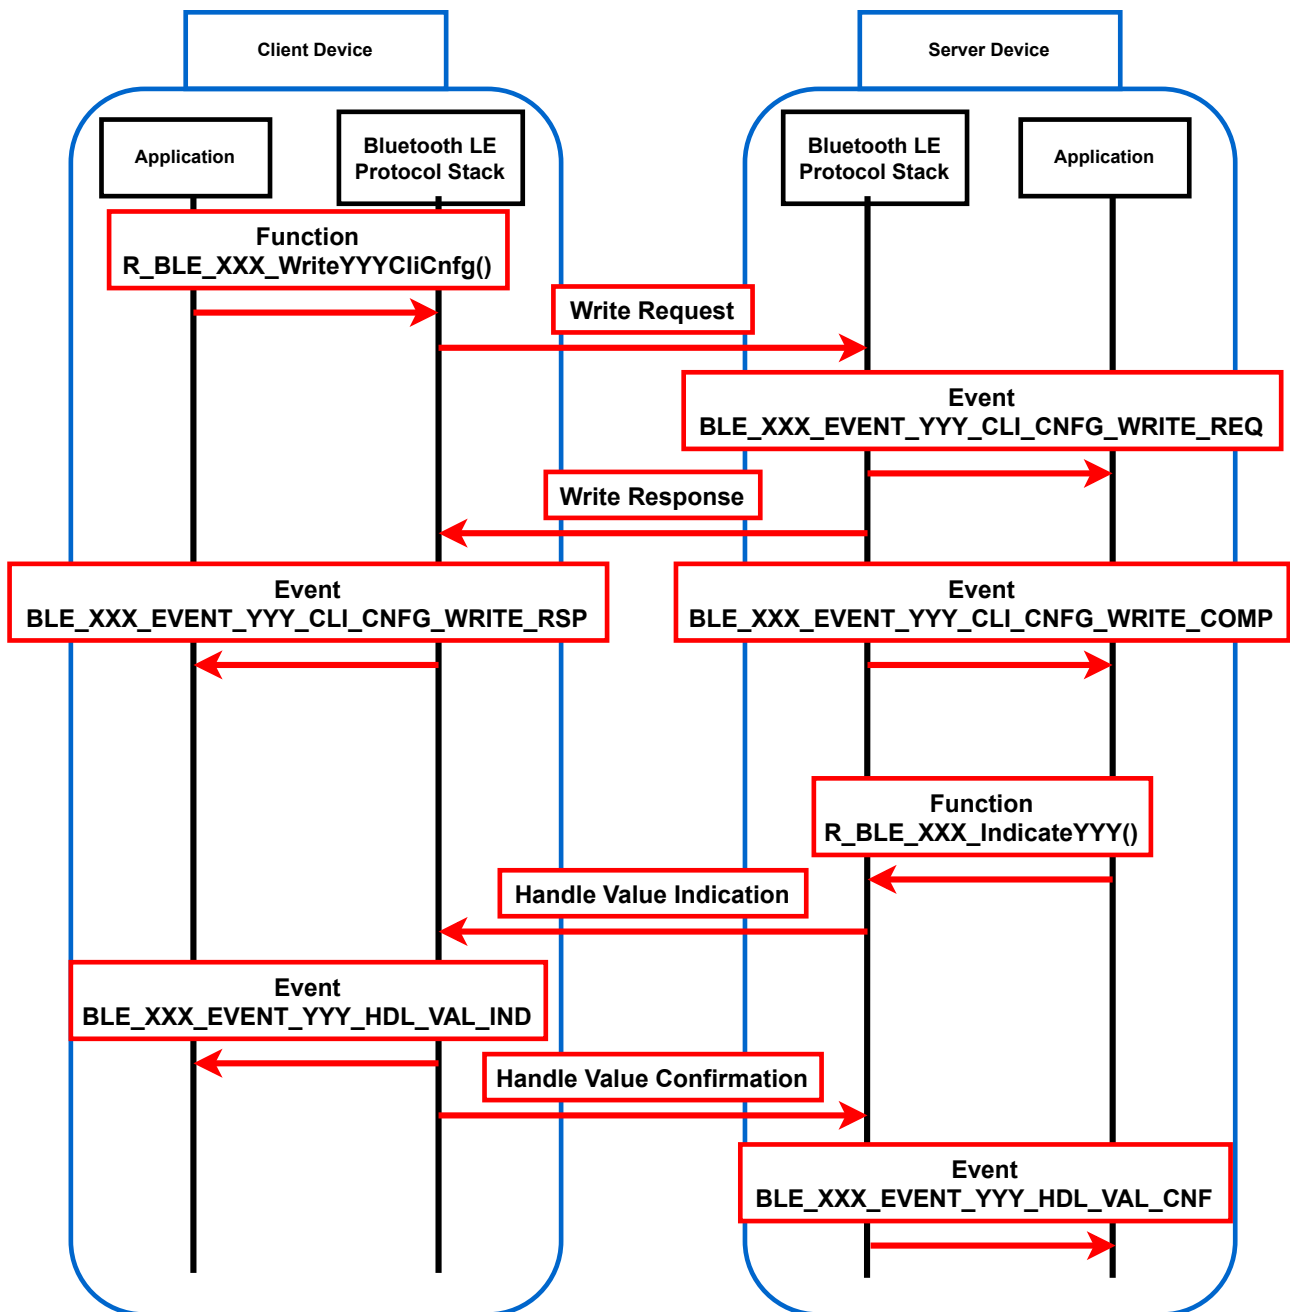 Client Device
Server Device
Application
Bluetooth LE
Protocol Stack
Bluetooth LE
Protocol Stack
Application
Function
R_BLE_XXX_WriteYYYCliCnfg()
Write Request
Event
BLE_XXX_EVENT_YYY_CLI_CNFG_WRITE_REQ
Write Response
Event
BLE_XXX_EVENT_YYY_CLI_CNFG_WRITE_RSP
Event
BLE_XXX_EVENT_YYY_CLI_CNFG_WRITE_COMP
Function
R_BLE_XXX_IndicateYYY()
Handle Value Indication
Event
BLE_XXX_EVENT_YYY_HDL_VAL_IND
Handle Value Confirmation
Event
BLE_XXX_EVENT_YYY_HDL_VAL_CNF